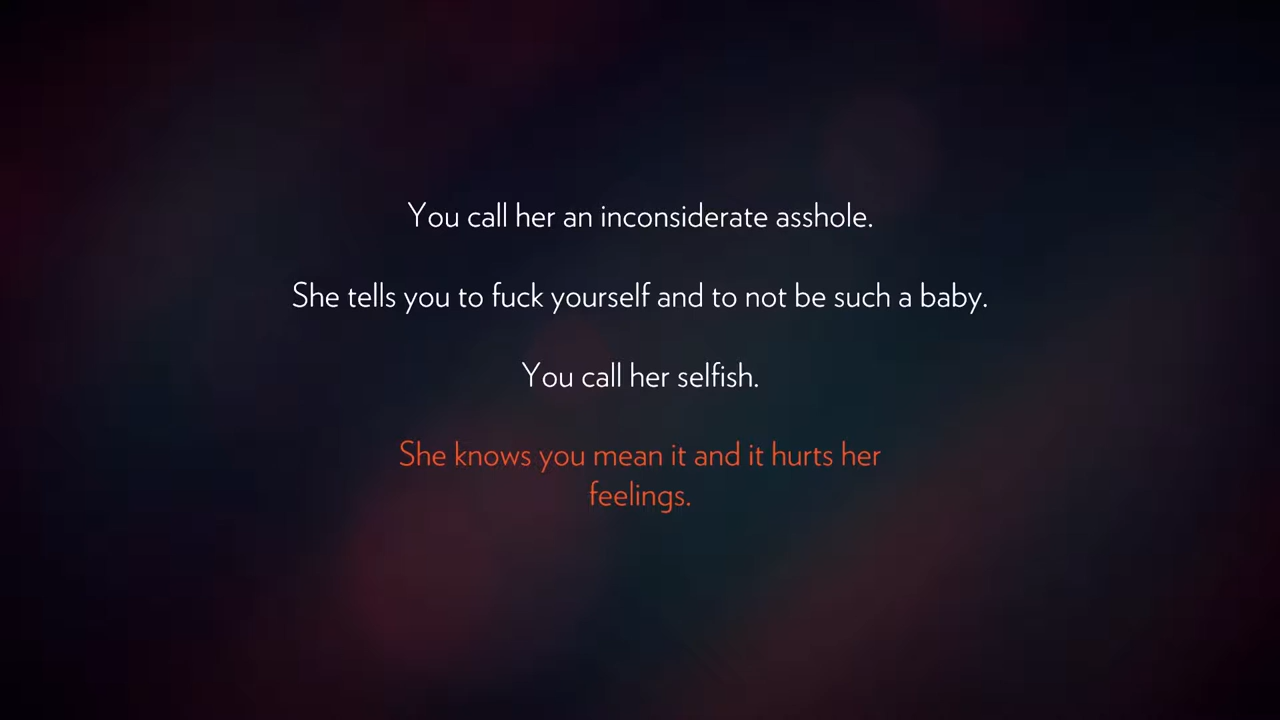 You call her an inconsiderate asshole.
She tells you to fuck yourself and to not be such a baby.
You call her selfish.
She knows you mean it and it hurts her
feelings.